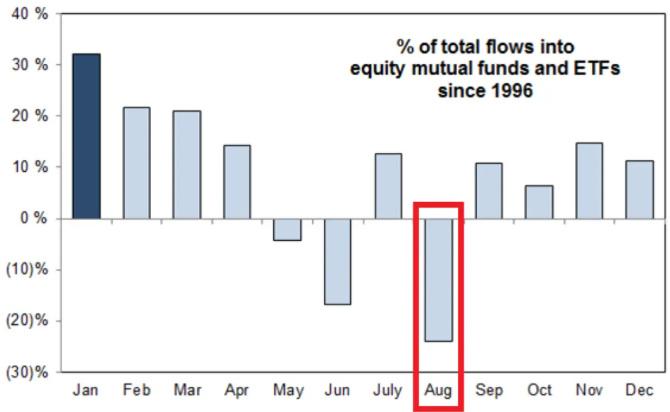 % of total flows into
equity mutual funds and ETFs
since 1996
40 %
30 %
20 %
10 %
0 %
(10)%
(20)%
(30)%
Jan Feb Mar Apr May Jun July Aug Sep Oct Nov Dec